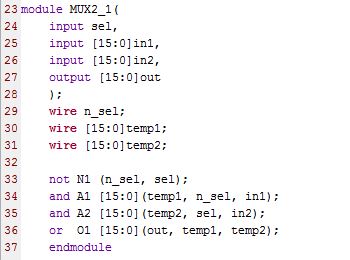 23 module MUX2_1(
24 input sel,
25 input [15:0]in1,
26 input [15:0]in2,
27 output [15:0]out
28 );
29 wire n_sel;
30 wire [15:0]temp1;
31 wire [15:0]temp2;
32
33 not N1 (n_sel, sel);
34 and A1 [15:0](temp1, n_sel, in1);
35 and A2 [15:0](temp2, sel, in2);
36 or O1 [15:0](out, temp1, temp2);
37 endmodule